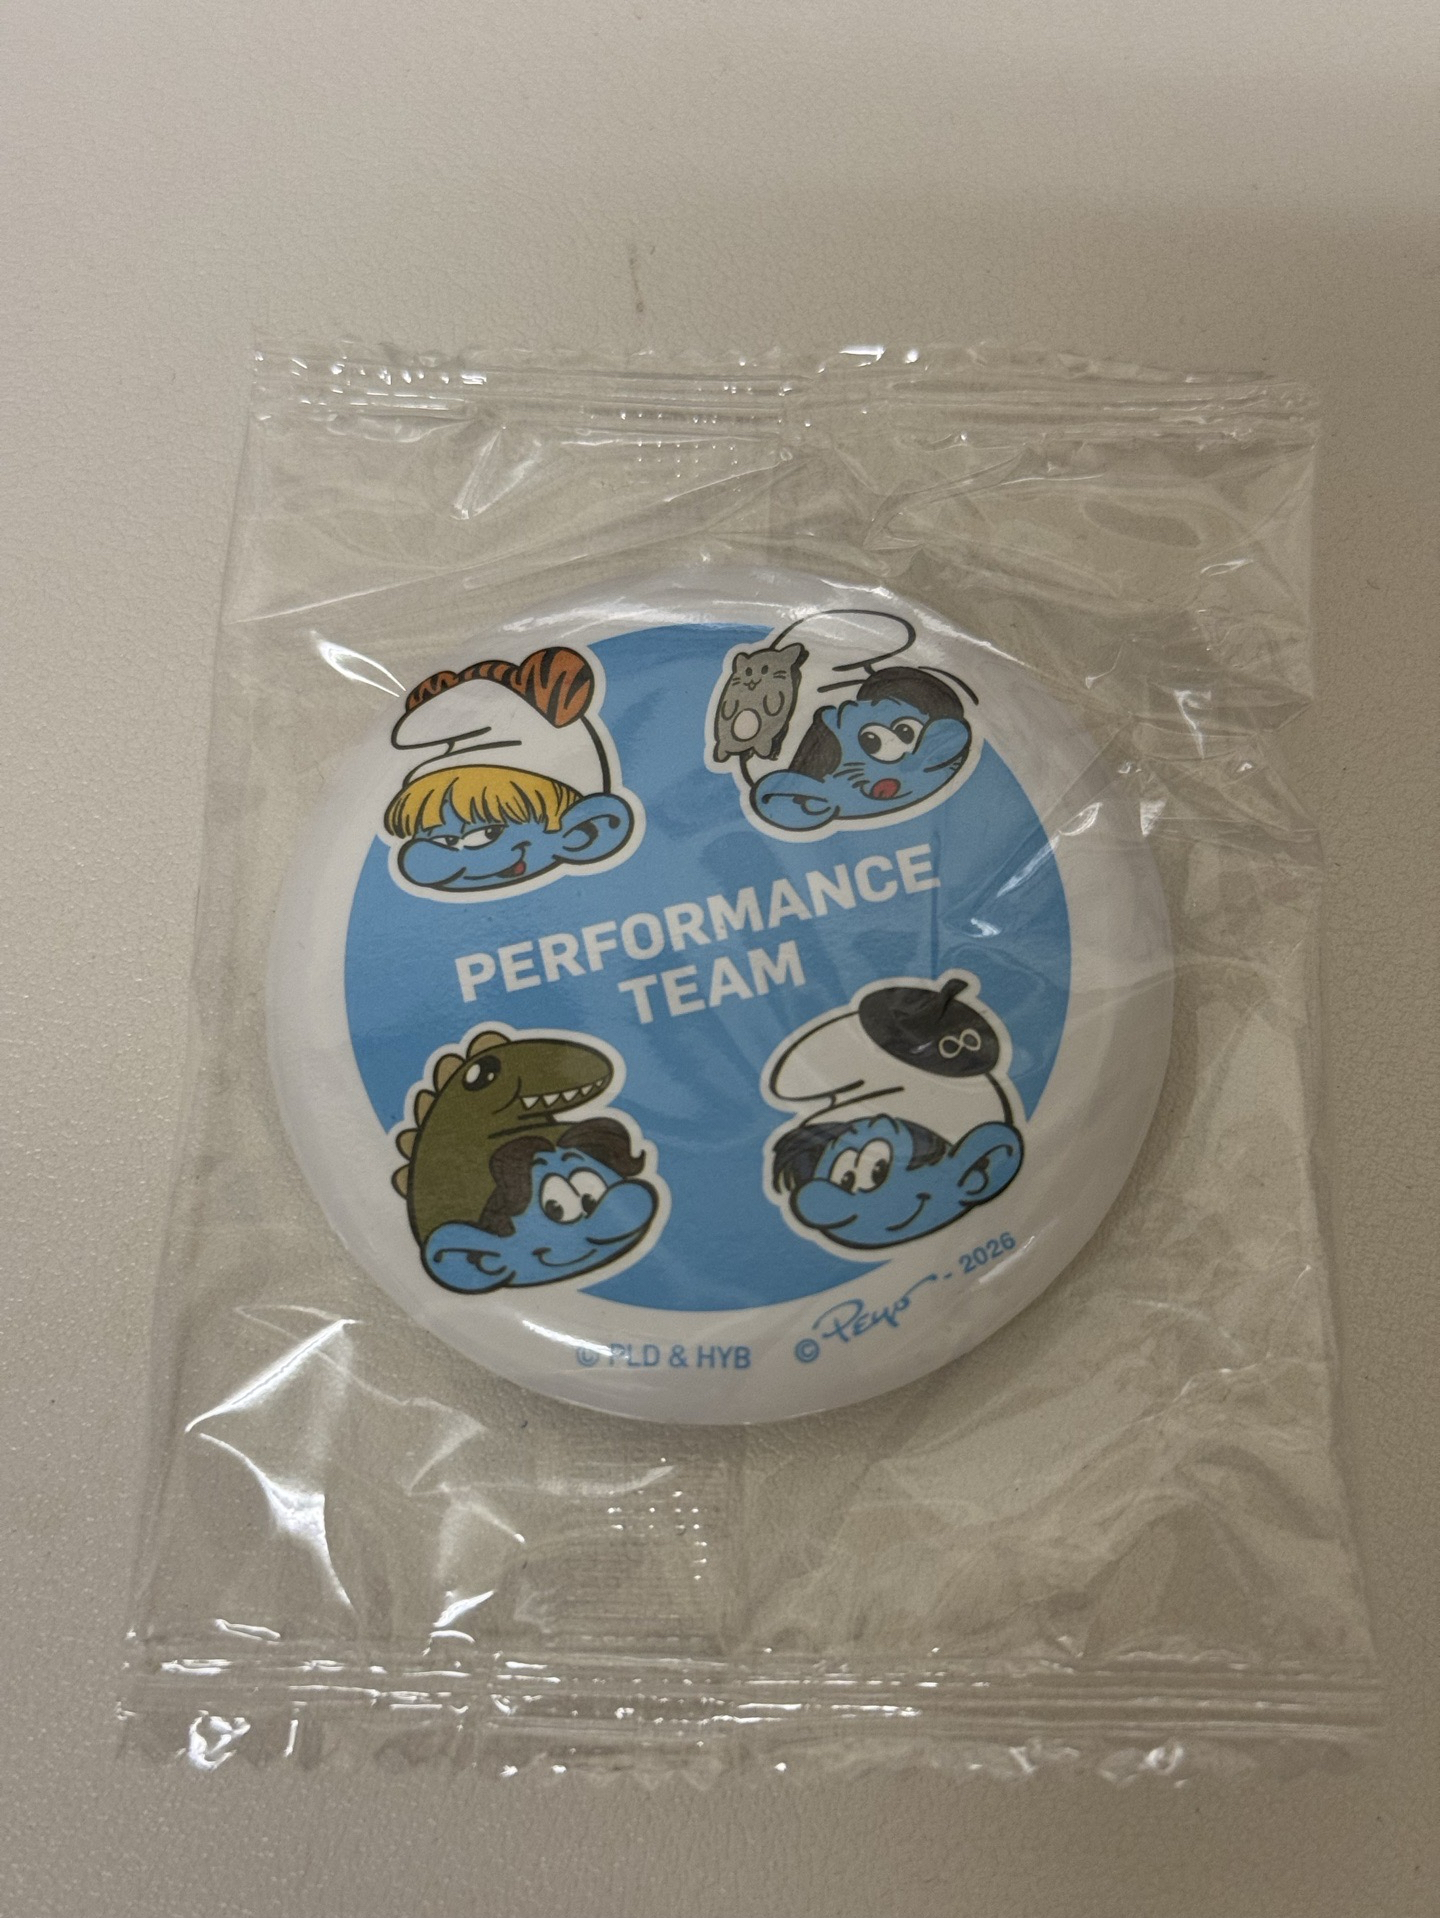 PERFORMANCE
TEAM
© PLD & HYB © Peyo - 2026